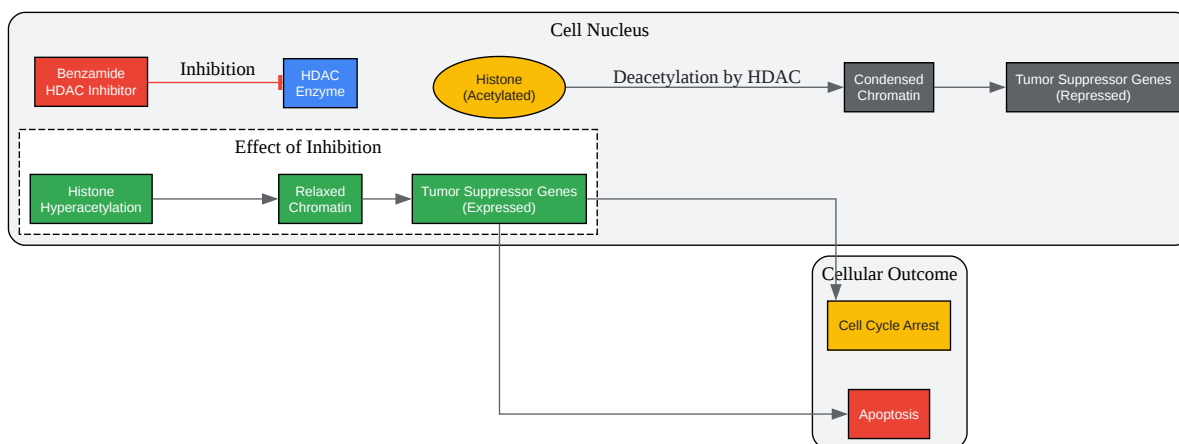 Cell Nucleus
Benzamide
HDAC Inhibitor
Inhibition
HDAC
Enzyme
Histone
(Acetylated)
Deacetylation by HDAC
Condensed
Chromatin
Tumor Suppressor Genes
(Repressed)
Effect of Inhibition
Histone
Hyperacetylation
Relaxed
Chromatin
Tumor Suppressor Genes
(Expressed)
Cellular Outcome
Cell Cycle Arrest
Apoptosis